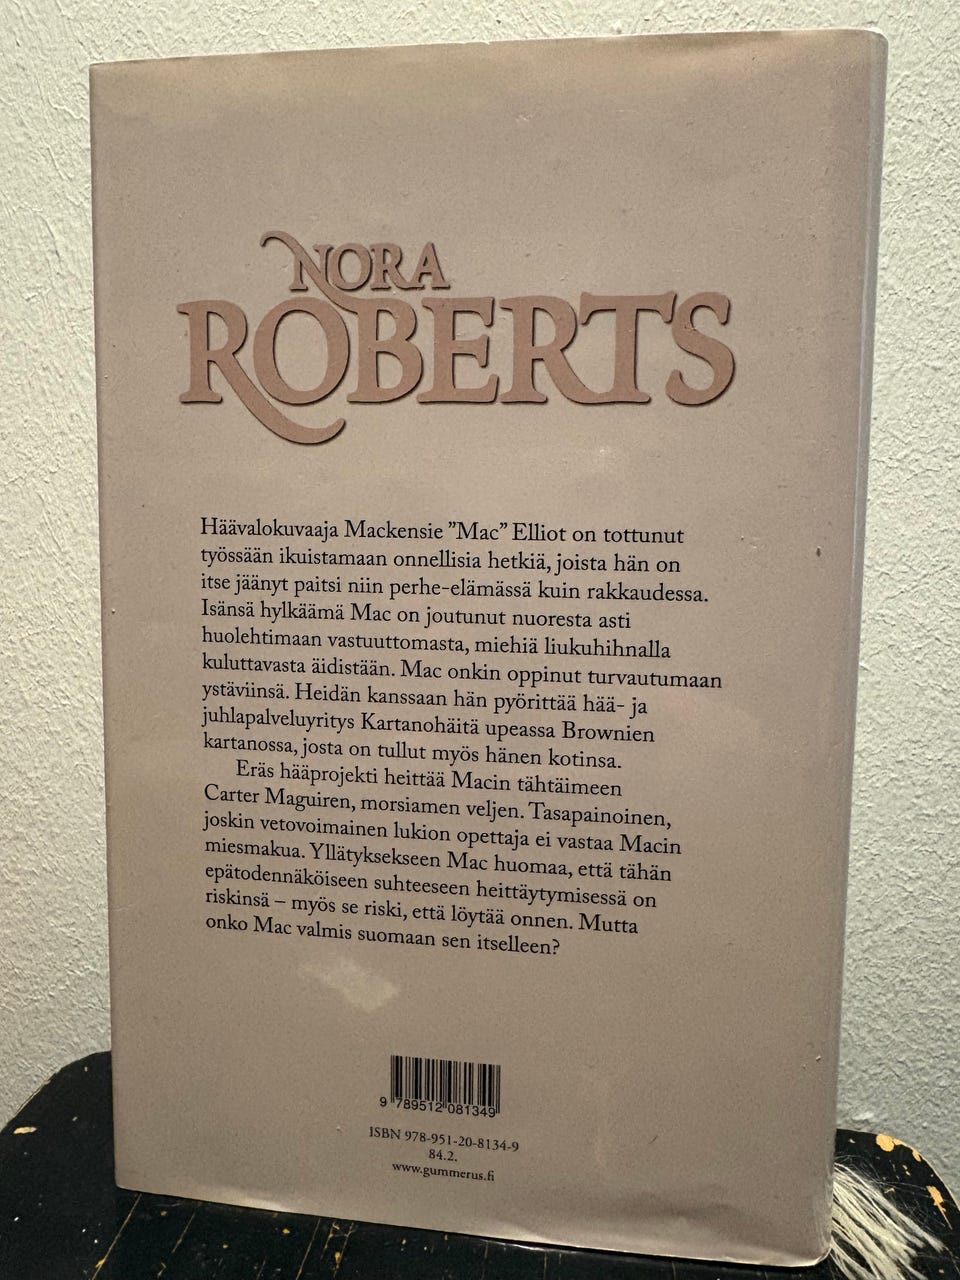 NORA
ROBERTS
Häävalokuvaaja Mackensie ”Mac” Elliot on tottunut
työssään ikuistamaan onnellisia hetkiä, joista hän on
itse jäänyt paitsi niin perhe-elämässä kuin rakkaudessa.
Isänsä hylkäämä Mac on joutunut nuoresta asti
huolehtimaan vastuuttomasta, miehiä liukuhihnalla
kuluttavasta äidistään. Mac onkin oppinut turvautumaan
ystäviinsä. Heidän kanssaan hän pyörittää hää- ja
juhlapalveluyritys Kartanohäitä upeassa Brownien
kartanossa, josta on tullut myös hänen kotinsa.
Eräs hääprojekti heittää Macin tähtäimeen
Carter Maguiren, morsiamen veljen. Tasapainoinen,
joskin vetovoimainen lukion opettaja ei vastaa Macin
miesmakua. Yllätyksekseen Mac huomaa, että tähän
epätodennäköiseen suhteeseen heittäytymisessä on
riskinsä – myös se riski, että löytää onnen. Mutta
onko Mac valmis suomaan sen itselleen?
9 789512 081349
ISBN 978-951-20-8134-9
84.2.
www.gummerus.fi